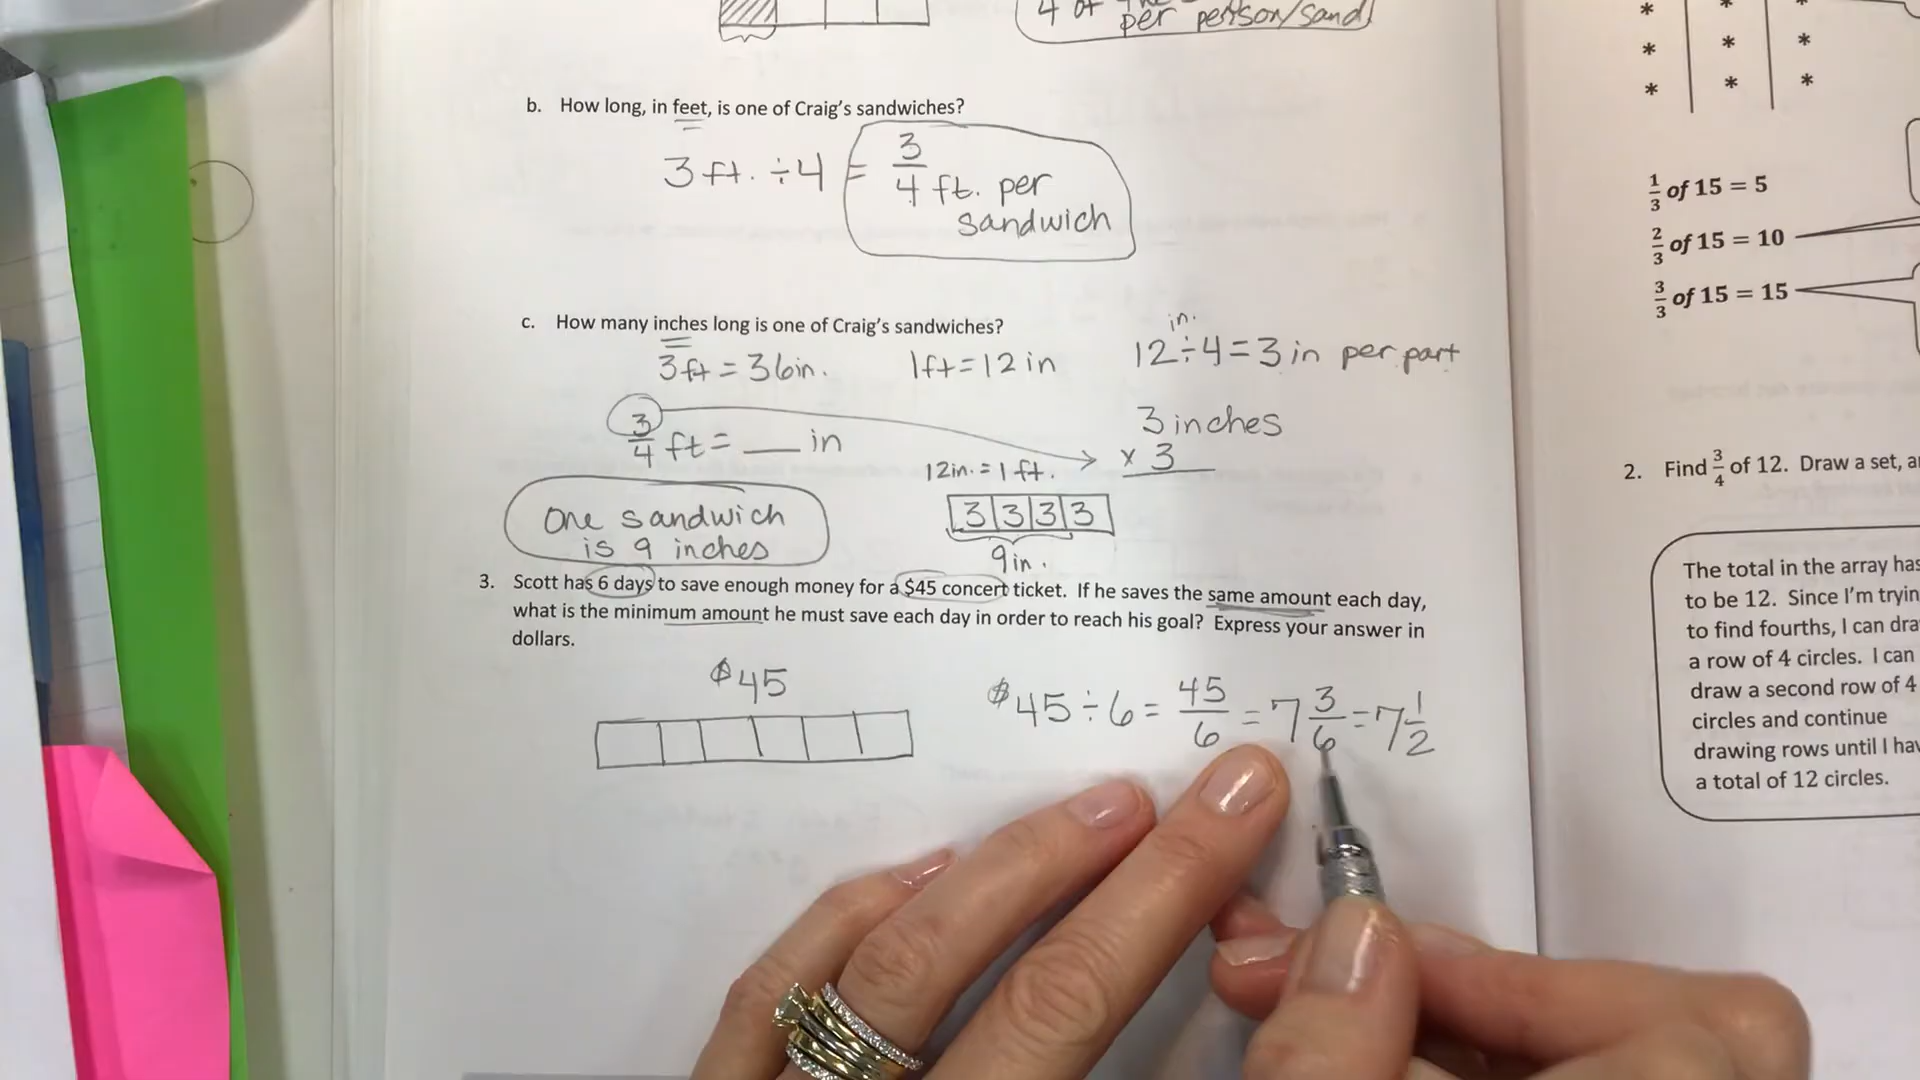 4 of
per person/sand
b. How long, in feet, is one of Craig's sandwiches?
3 ft. ÷ 4 = 3/4 ft. per
sandwich
c. How many inches long is one of Craig's sandwiches?
3 ft = 36 in. 1 ft = 12 in
in.
12 ÷ 4 = 3 in per part
3/4 ft = ___ in
3 inches
x 3
12 in. = 1 ft.
3 3 3 3
9 in.
One sandwich
is 9 inches
3. Scott has 6 days to save enough money for a $45 concert ticket. If he saves the same amount each day,
what is the minimum amount he must save each day in order to reach his goal? Express your answer in
dollars.
$45
$45 ÷ 6 = 45/6 = 7 3/6 = 7 1/2
* * *
* * *
* * *
1/3 of 15 = 5
2/3 of 15 = 10
3/3 of 15 = 15
2. Find 3/4 of 12. Draw a set,
The total in the array has
to be 12. Since I'm
to find fourths, I can
a row of 4 circles. I can
draw a second row of 4
circles and continue
drawing rows until I
a total of 12 circles.